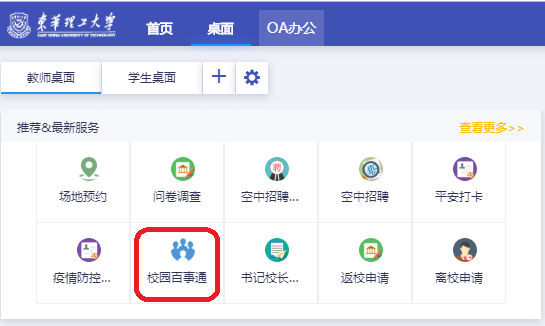 東華理工大学
EAST CHINA UNIVERSITY OF TECHNOLOGY
首页 桌面 OA办公
教师桌面 学生桌面
推荐&最新服务 查看更多>>
场地预约 问卷调查 空中招聘... 空中招聘 平安打卡
疫情防控... 校园百事通 书记校长... 返校申请 离校申请